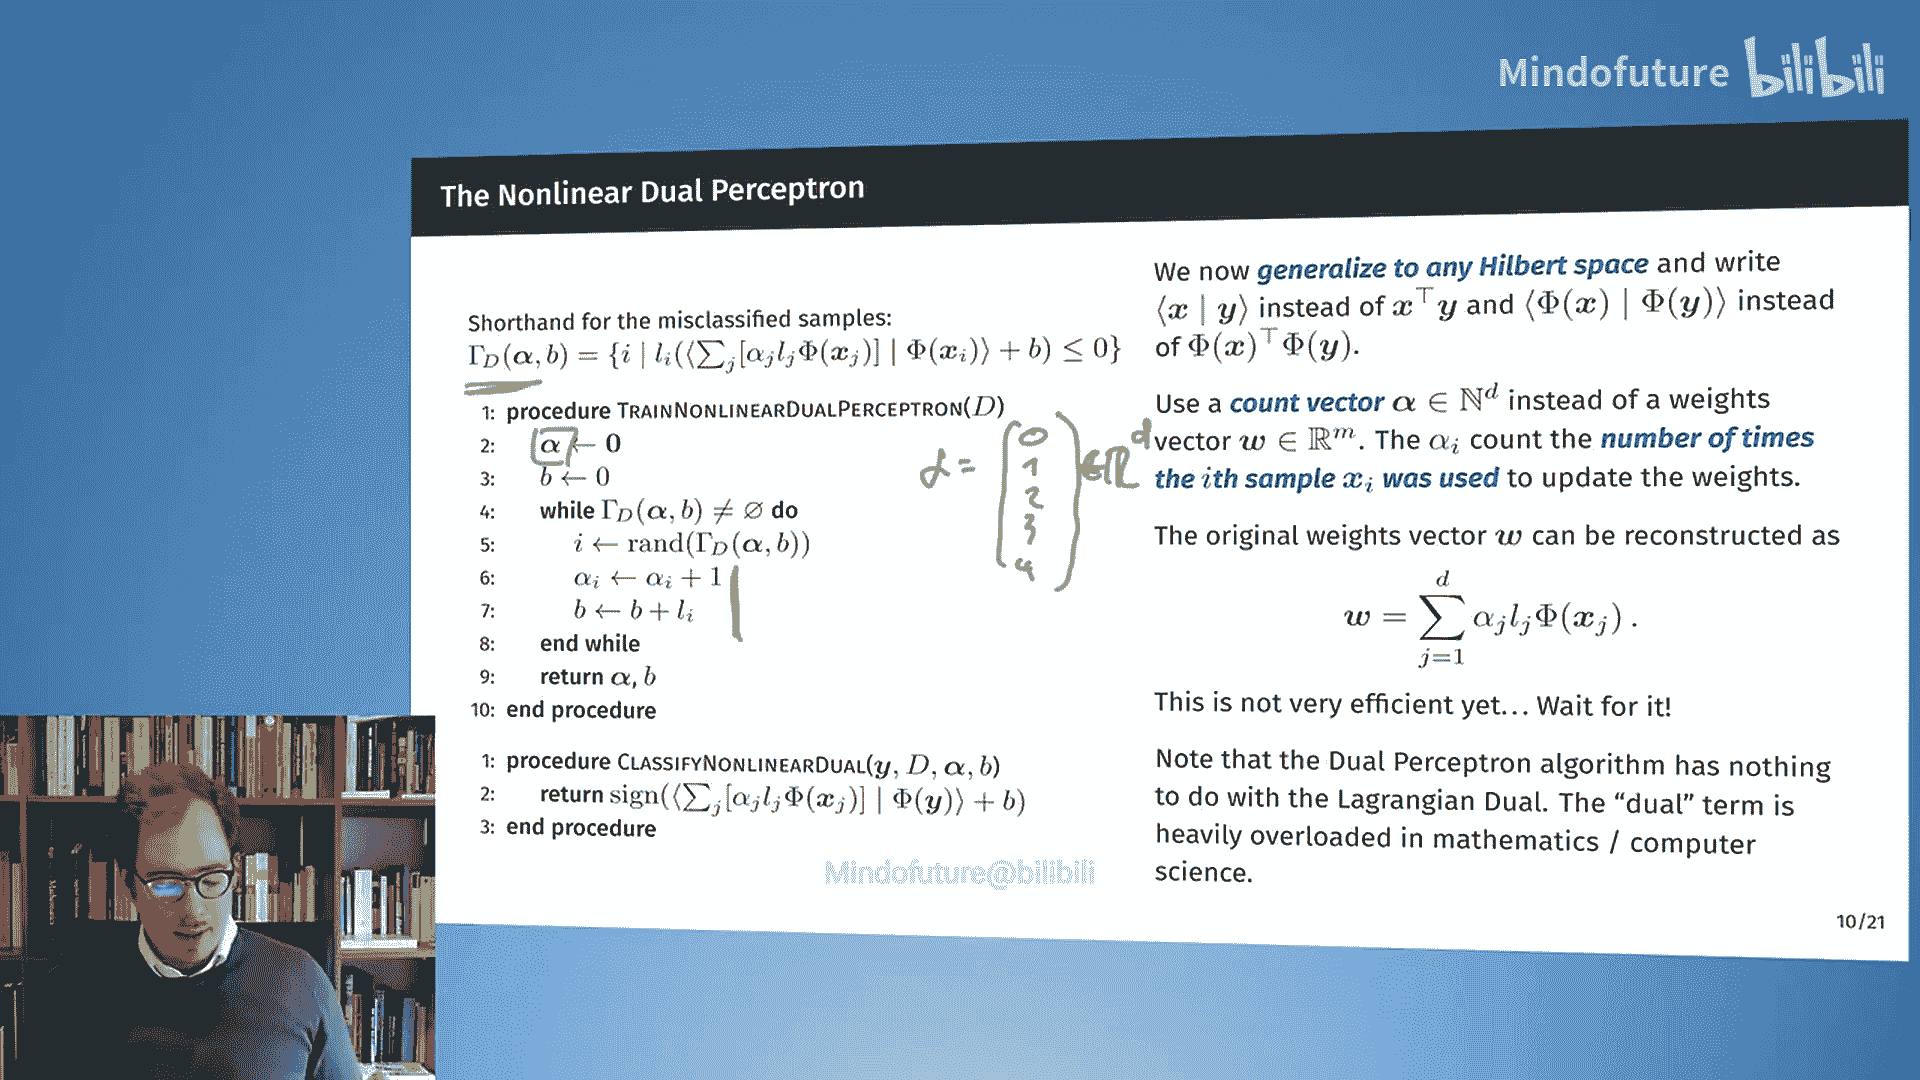 Mindofuture bilibili
The Nonlinear Dual Perceptron
Shorthand for the misclassified samples:
Γ_D(α, b) = {i | l_i(⟨∑_j[α_j l_j Φ(x_j)] | Φ(x_i)⟩ + b) ≤ 0}
1: procedure TRAINNONLINEARDUALPERCEPTRON(D)
2: α ← 0
3: b ← 0
4: while Γ_D(α, b) ≠ ∅ do
5: i ← rand(Γ_D(α, b))
6: α_i ← α_i + 1
7: b ← b + l_i
8: end while
9: return α, b
10: end procedure
α = (0 1 2 3 4) ∈ ℝ^d
1: procedure CLASSIFYNONLINEARDUAL(y, D, α, b)
2: return sign(⟨∑_j[α_j l_j Φ(x_j)] | Φ(y)⟩ + b)
3: end procedure
We now generalize to any Hilbert space and write
⟨x | y⟩ instead of x^⊤y and ⟨Φ(x) | Φ(y)⟩ instead
of Φ(x)^⊤Φ(y).
Use a count vector α ∈ ℕ^d instead of a weights
vector w ∈ ℝ^m. The α_i count the number of times
the ith sample x_i was used to update the weights.
The original weights vector w can be reconstructed as
w = ∑_{j=1}^{d} α_j l_j Φ(x_j) .
This is not very efficient yet... Wait for it!
Note that the Dual Perceptron algorithm has nothing
to do with the Lagrangian Dual. The “dual” term is
heavily overloaded in mathematics / computer
science.
Mindofuture@bilibili
10/21